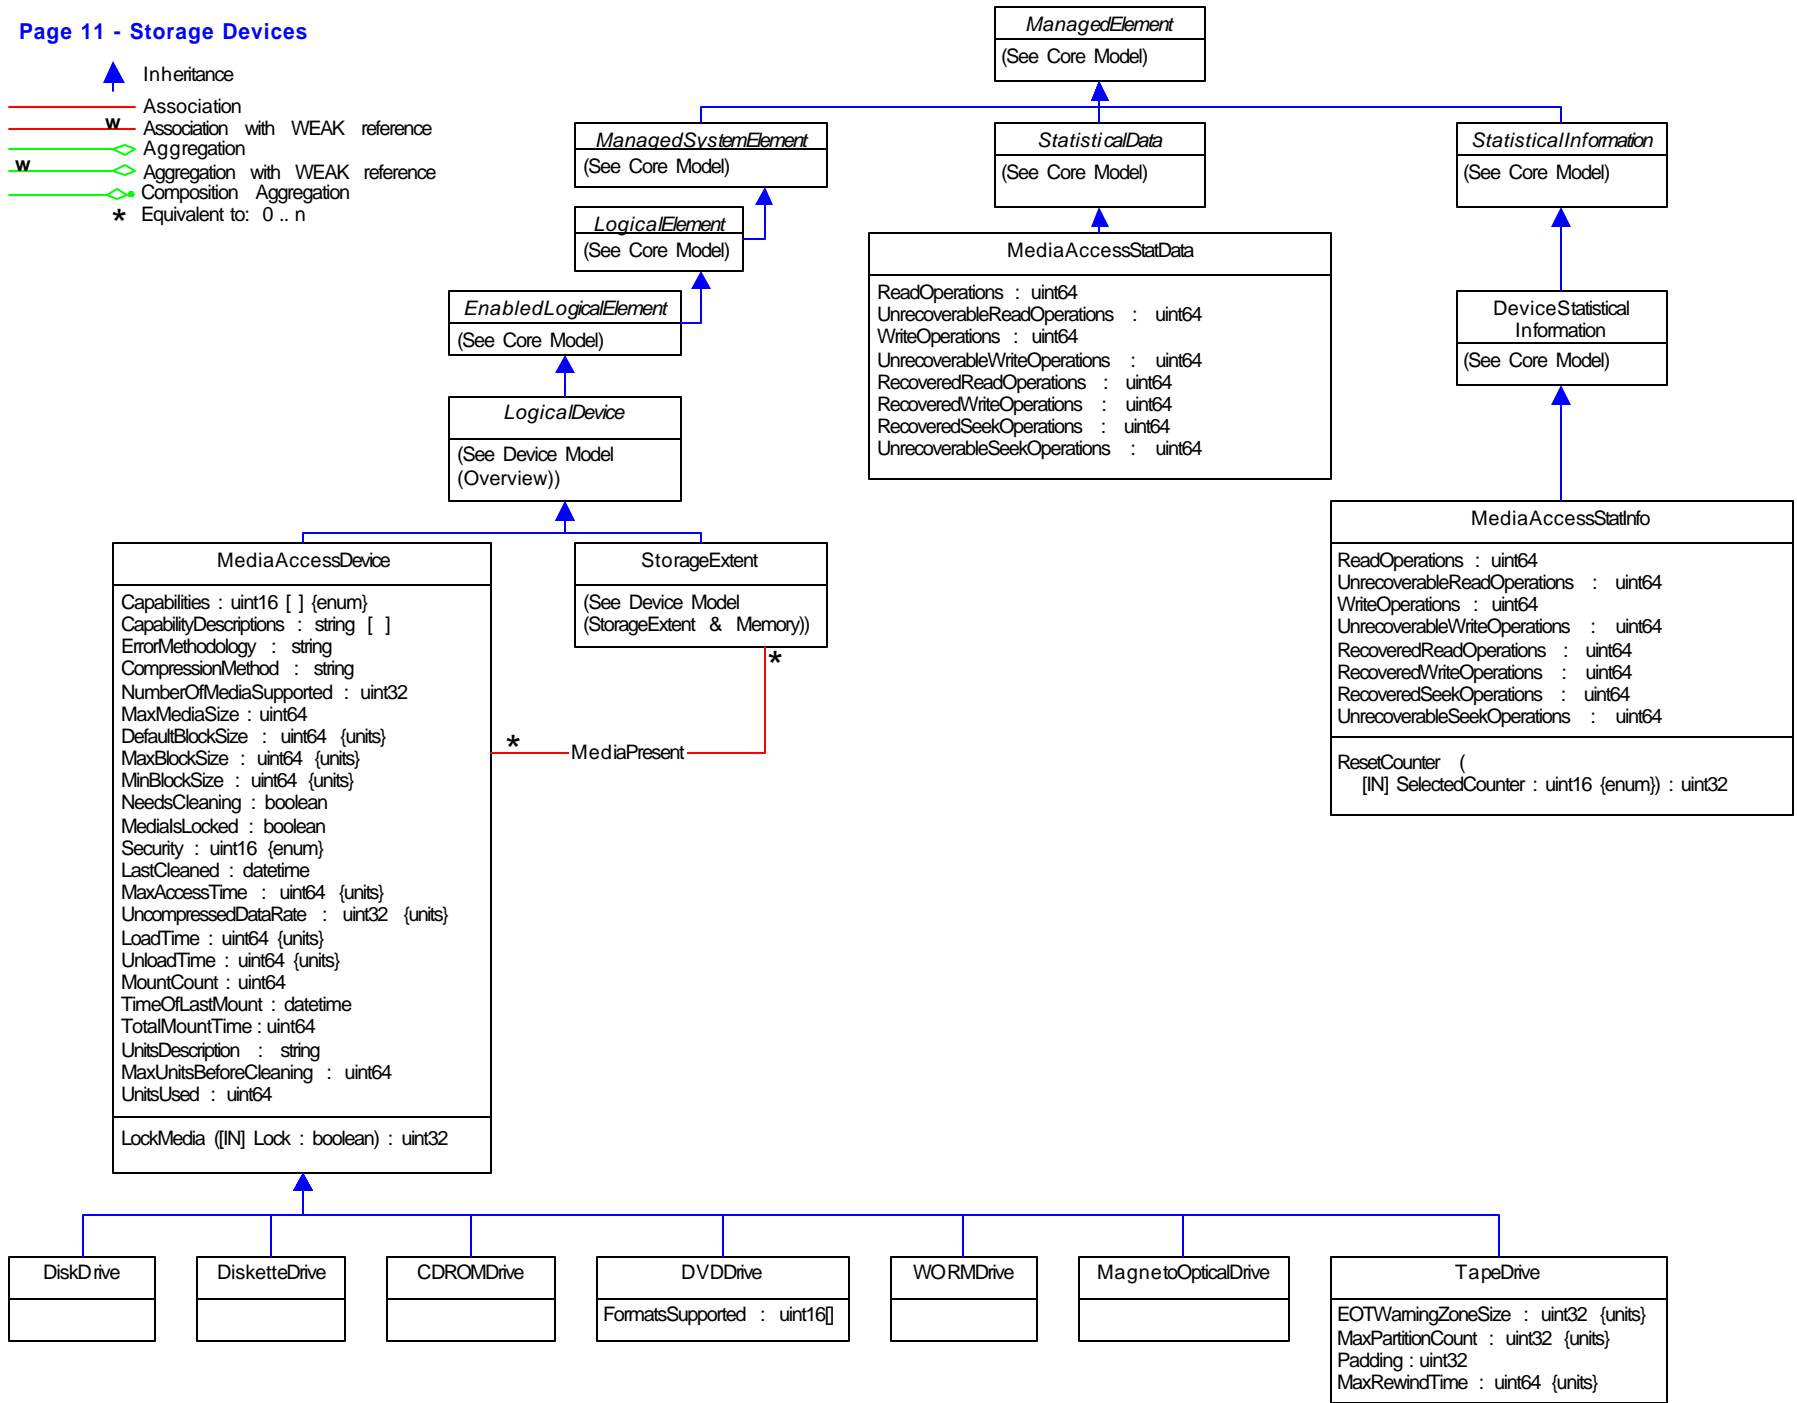 Page 11 - Storage Devices
Inheritance
Association
w
Association with WEAK reference
Aggregation
w
Aggregation with WEAK reference
Composition Aggregation
* Equivalent to: 0 .. n
ManagedElement
(See Core Model)
ManagedSystemElement
(See Core Model)
StatisticalData
(See Core Model)
StatisticalInformation
(See Core Model)
LogicalElement
(See Core Model)
EnabledLogicalElement
(See Core Model)
LogicalDevice
(See Device Model
(Overview))
MediaAccessStatData
ReadOperations : uint64
UnrecoverableReadOperations : uint64
WriteOperations : uint64
UnrecoverableWriteOperations : uint64
RecoveredReadOperations : uint64
RecoveredWriteOperations : uint64
RecoveredSeekOperations : uint64
UnrecoverableSeekOperations : uint64
DeviceStatistical
Information
(See Core Model)
MediaAccessStatInfo
ReadOperations : uint64
UnrecoverableReadOperations : uint64
WriteOperations : uint64
UnrecoverableWriteOperations : uint64
RecoveredReadOperations : uint64
RecoveredWriteOperations : uint64
RecoveredSeekOperations : uint64
UnrecoverableSeekOperations : uint64
ResetCounter (
[IN] SelectedCounter : uint16 {enum}) : uint32
MediaAccessDevice
Capabilities : uint16 [ ] {enum}
CapabilityDescriptions : string [ ]
ErrorMethodology : string
CompressionMethod : string
NumberOfMediaSupported : uint32
MaxMediaSize : uint64
DefaultBlockSize : uint64 {units}
MaxBlockSize : uint64 {units}
MinBlockSize : uint64 {units}
NeedsCleaning : boolean
MediaIsLocked : boolean
Security : uint16 {enum}
LastCleaned : datetime
MaxAccessTime : uint64 {units}
UncompressedDataRate : uint32 {units}
LoadTime : uint64 {units}
UnloadTime : uint64 {units}
MountCount : uint64
TimeOfLastMount : datetime
TotalMountTime : uint64
UnitsDescription : string
MaxUnitsBeforeCleaning : uint64
UnitsUsed : uint64
LockMedia ([IN] Lock : boolean) : uint32
StorageExtent
(See Device Model
(StorageExtent & Memory))
*
*
MediaPresent
DiskDrive
DisketteDrive
CDROMDrive
DVDDrive
FormatsSupported : uint16[]
WORMDrive
MagnetoOpticalDrive
TapeDrive
EOTWarningZoneSize : uint32 {units}
MaxPartitionCount : uint32 {units}
Padding : uint32
MaxRewindTime : uint64 {units}